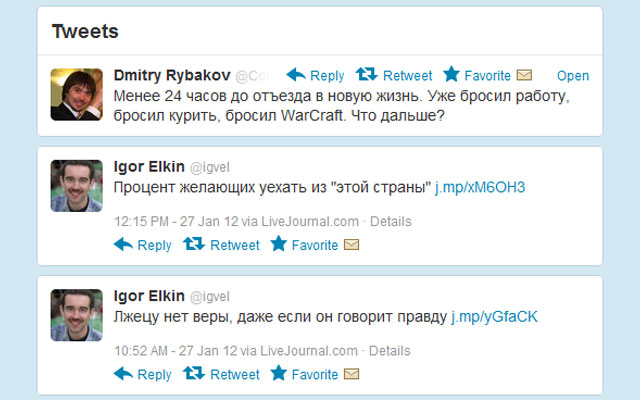 Tweets
Dmitry Rybakov Reply Retweet Favorite Open
Менее 24 часов до отъезда в новую жизнь. Уже бросил работу,
бросил курить, бросил WarCraft. Что дальше?
Igor Elkin @igvel
Процент желающих уехать из "этой страны" j.mp/xM6OH3
12:15 PM - 27 Jan 12 via LiveJournal.com · Details
Reply Retweet Favorite
Igor Elkin @igvel
Лжецу нет веры, даже если он говорит правду j.mp/yGfaCK
10:52 AM - 27 Jan 12 via LiveJournal.com · Details
Reply Retweet Favorite